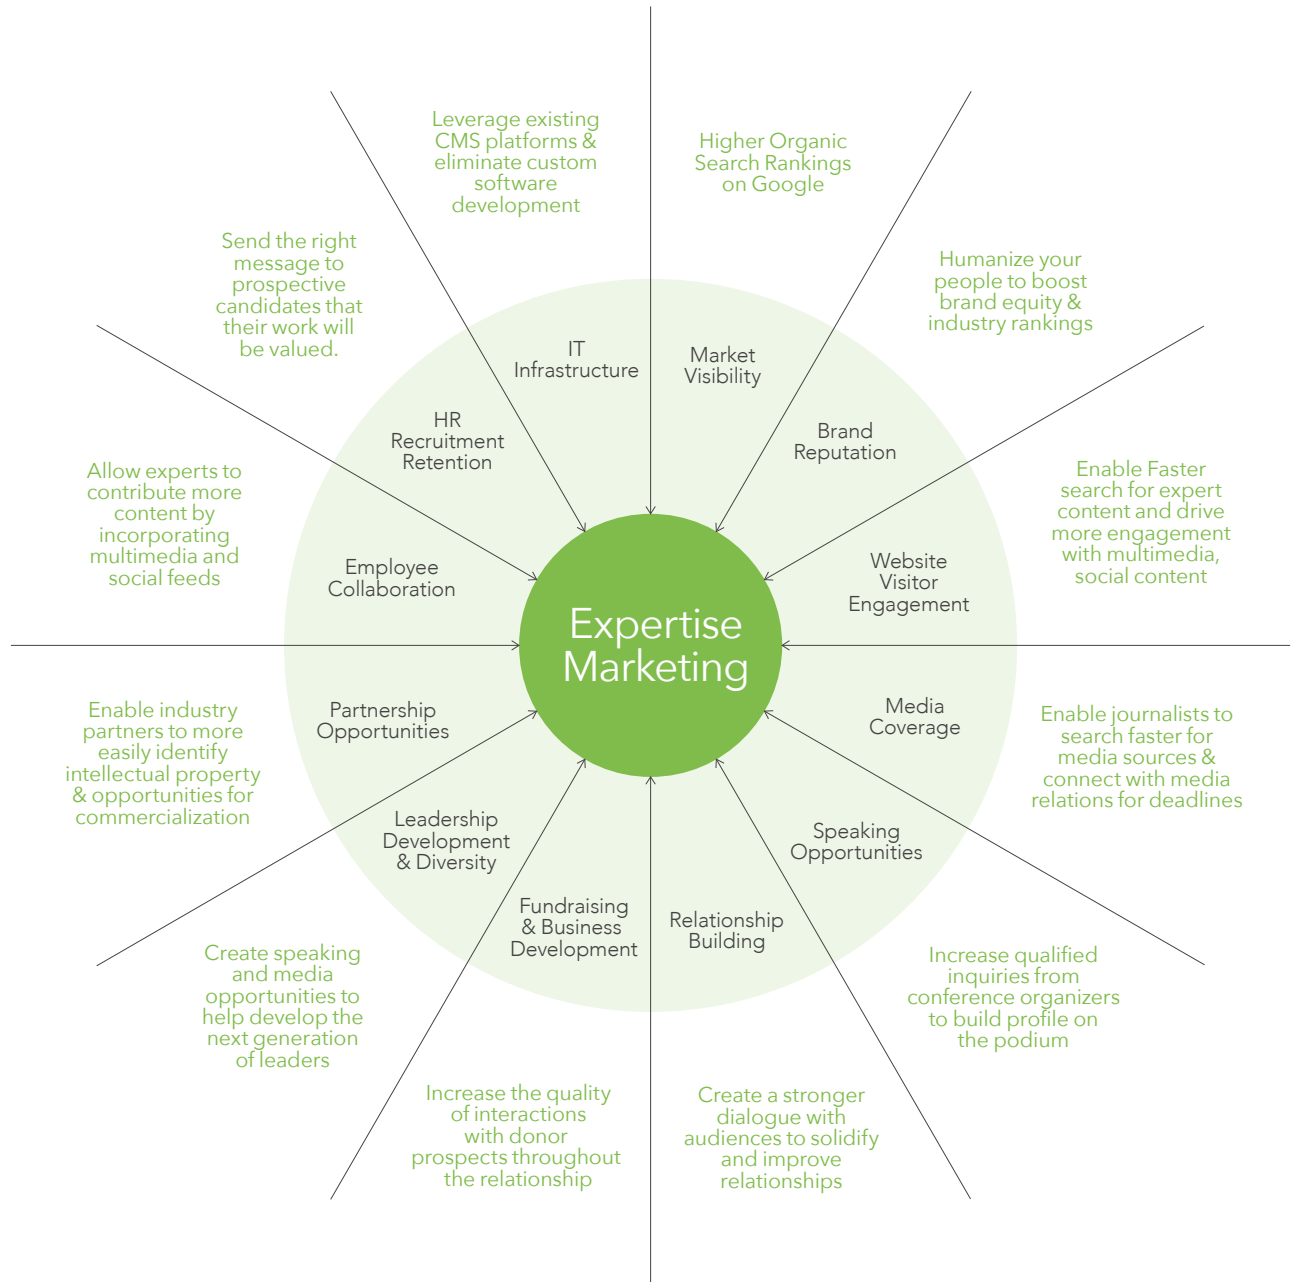 Leverage existing
CMS platforms &
eliminate custom
software
development
Higher Organic
Search Rankings
on Google
Send the right
message to
prospective
candidates that
their work will
be valued.
Humanize your
people to boost
brand equity &
industry rankings
IT
Infrastructure
Market
Visibility
HR
Recruitment
Retention
Brand
Reputation
Allow experts to
contribute more
content by
incorporating
multimedia and
social feeds
Enable Faster
search for expert
content and drive
more engagement
with multimedia,
social content
Employee
Collaboration
Website
Visitor
Engagement
Expertise
Marketing
Partnership
Opportunities
Media
Coverage
Enable industry
partners to more
easily identify
intellectual property
& opportunities for
commercialization
Enable journalists to
search faster for
media sources &
connect with media
relations for deadlines
Leadership
Development
& Diversity
Speaking
Opportunities
Fundraising
& Business
Development
Relationship
Building
Create speaking
and media
opportunities to
help develop the
next generation
of leaders
Increase qualified
inquiries from
conference organizers
to build profile on
the podium
Increase the quality
of interactions
with donor
prospects throughout
the relationship
Create a stronger
dialogue with
audiences to solidify
and improve
relationships